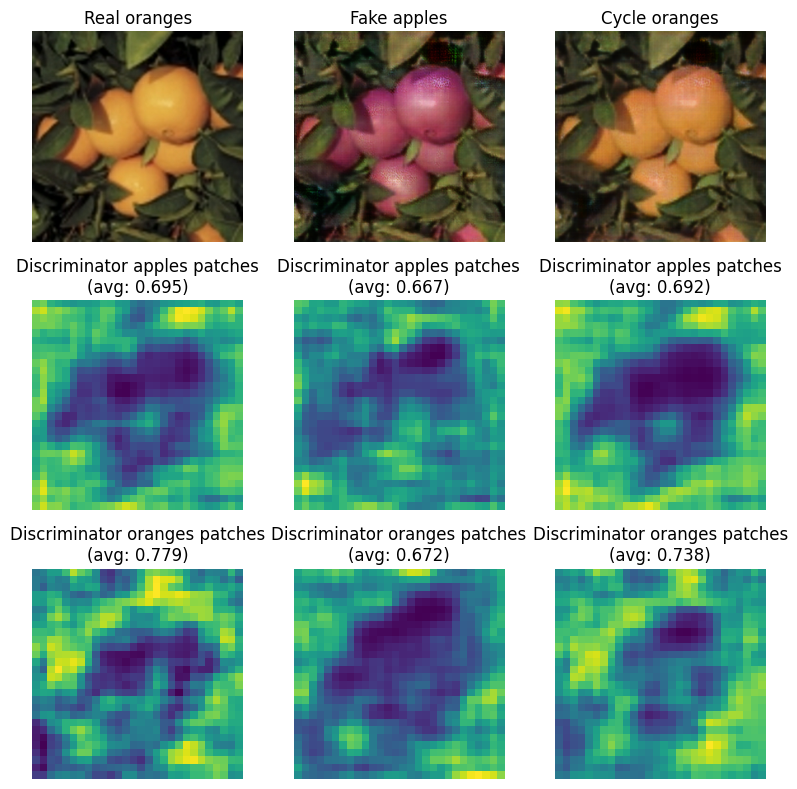 Real oranges
Fake apples
Cycle oranges
Discriminator apples patches
(avg: 0.695)
Discriminator apples patches
(avg: 0.667)
Discriminator apples patches
(avg: 0.692)
Discriminator oranges patches
(avg: 0.779)
Discriminator oranges patches
(avg: 0.672)
Discriminator oranges patches
(avg: 0.738)